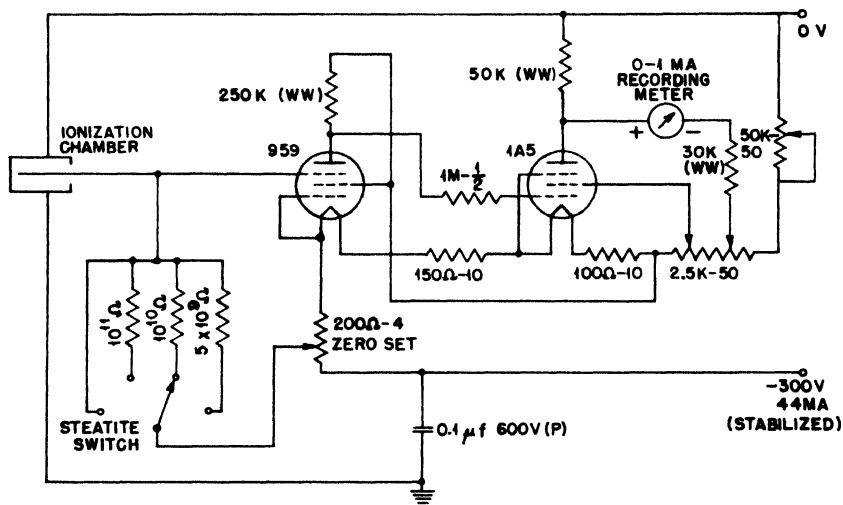 0 V
50K (WW)
0-1 MA
RECORDING
METER
250K (WW)
IONIZATION
CHAMBER
959
1A5
+
−
50K-
50
1M-½
30K
(WW)
150Ω-10
100Ω-10
2.5K-50
10¹¹Ω
10¹⁰Ω
5 x 10⁹Ω
200Ω-4
ZERO SET
-300V
44MA
(STABILIZED)
STEATITE
SWITCH
0.1 μf 600V(P)